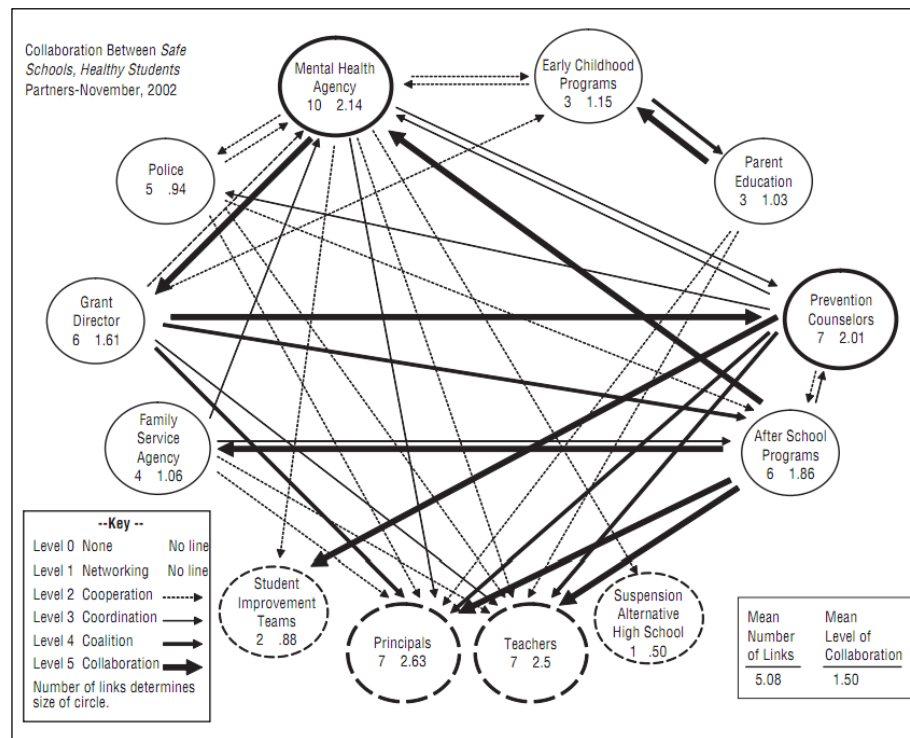 Collaboration Between Safe
Schools, Healthy Students
Partners-November, 2002
Mental Health
Agency
10 2.14
Early Childhood
Programs
3 1.15
Police
5 .94
Parent
Education
3 1.03
Grant
Director
6 1.61
Prevention
Counselors
7 2.01
Family
Service
Agency
4 1.06
After School
Programs
6 1.86
--Key --
Level 0 None No line
Level 1 Networking No line
Level 2 Cooperation
Level 3 Coordination
Level 4 Coalition
Level 5 Collaboration
Number of links determines
size of circle.
Student
Improvement
Teams
2 .88
Principals
7 2.63
Teachers
7 2.5
Suspension
Alternative
High School
1 .50
Mean Mean
Number Level of
of Links Collaboration
5.08 1.50